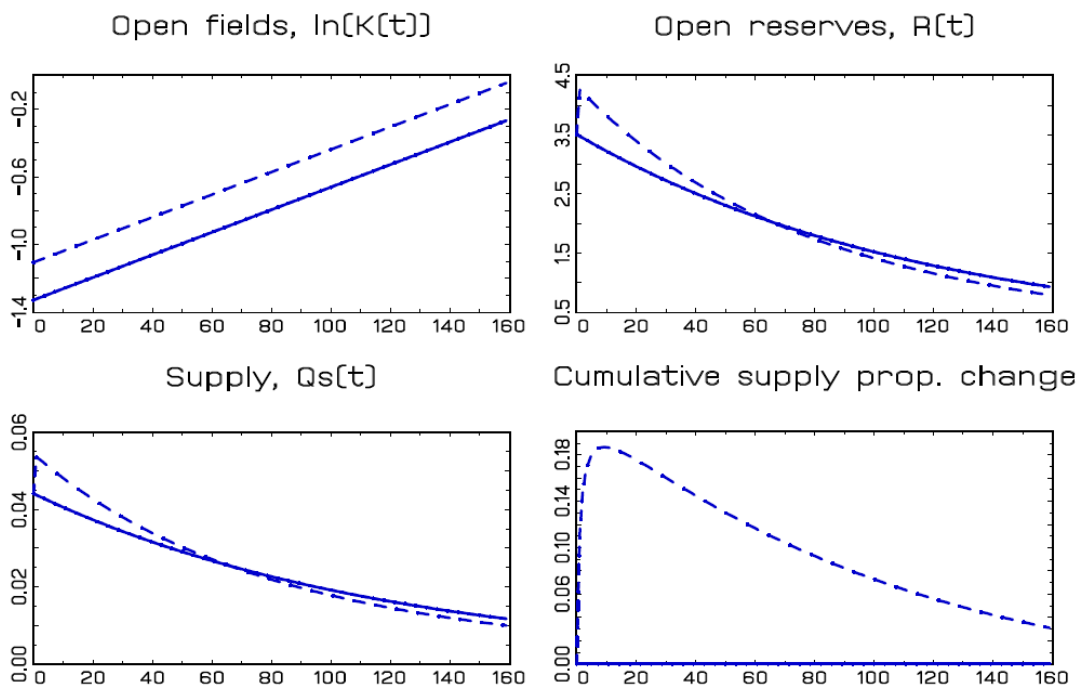 Open fields, ln(K(t))
Open reserves, R(t)
-0.2
-0.6
-1.0
-1.4
0 20 40 60 80 100 120 140 160
4.5
3.5
2.5
1.5
0.5
0 20 40 60 80 100 120 140 160
Supply, Qs(t)
Cumulative supply prop. change
0.06
0.04
0.02
0.00
0 20 40 60 80 100 120 140 160
0.18
0.14
0.10
0.06
0.00
0 20 40 60 80 100 120 140 160